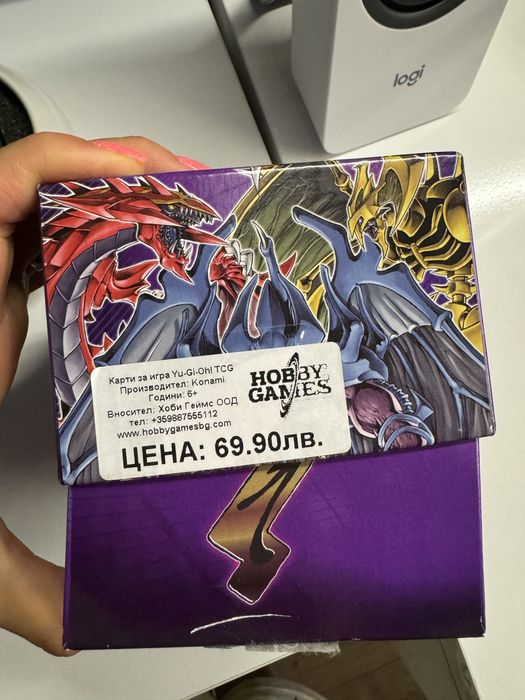 logi
Карти за игра Yu-Gi-Oh! TCG
Производител: Konami
Години: 6+
Вносител: Хоби Геймс ООД
тел: +359887555112
www.hobbygamesbg.com
HOBBY
GAMES
ЦЕНА: 69.90лв.